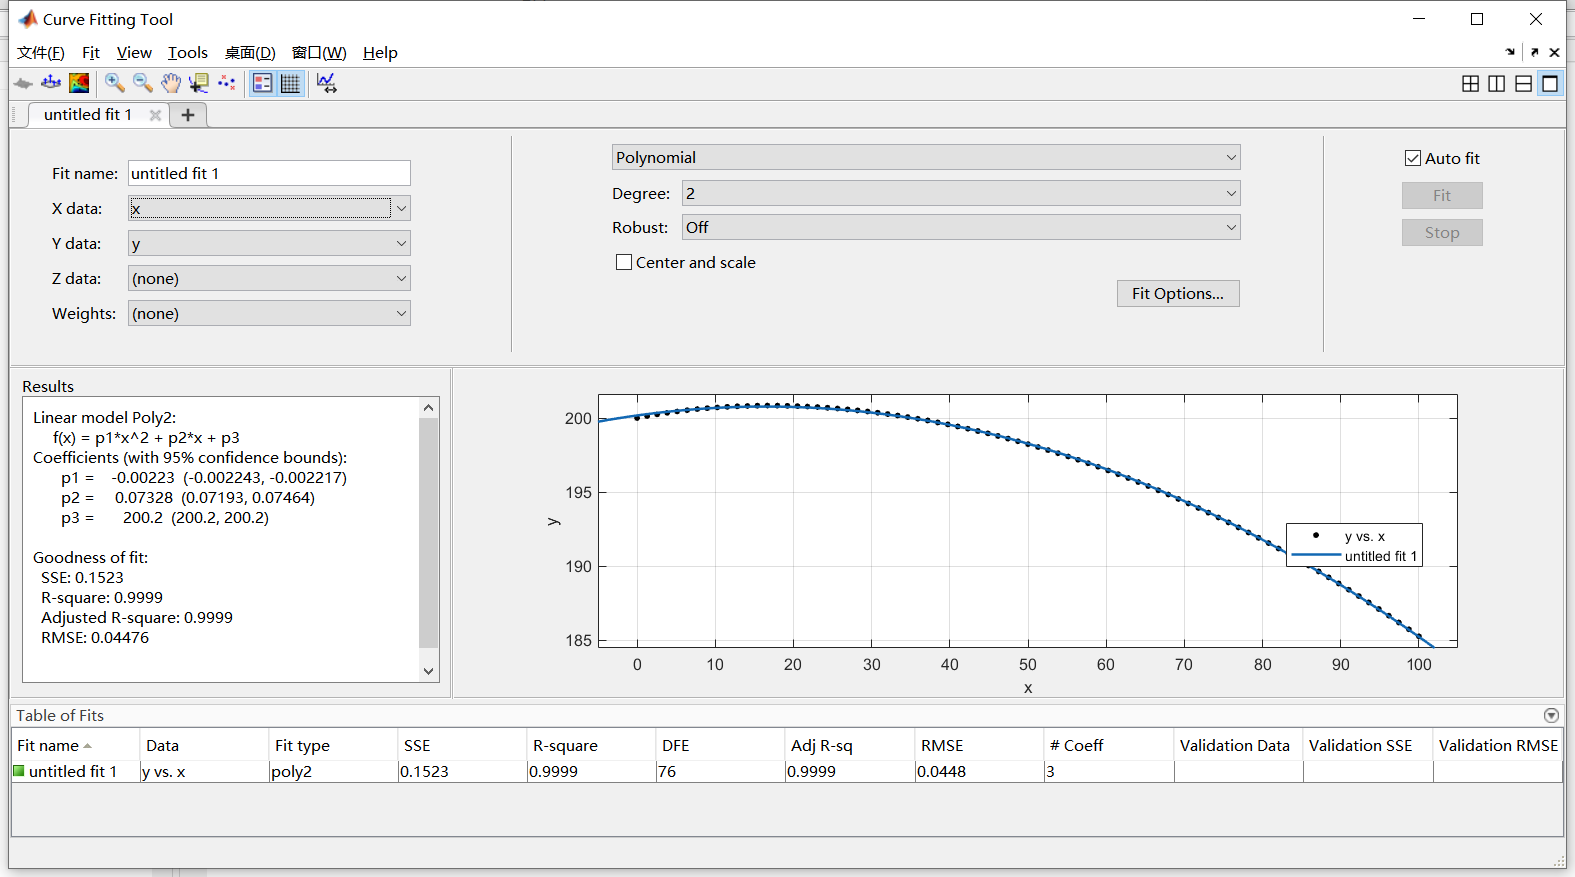 Curve Fitting Tool
文件(F) Fit View Tools 桌面(D) 窗口(W) Help
untitled fit 1
Fit name: untitled fit 1
X data: x
Y data: y
Z data: (none)
Weights: (none)
Polynomial
Degree: 2
Robust: Off
Center and scale
Fit Options...
Auto fit
Fit
Stop
Results
Linear model Poly2:
f(x) = p1*x^2 + p2*x + p3
Coefficients (with 95% confidence bounds):
p1 = -0.00223 (-0.002243, -0.002217)
p2 = 0.07328 (0.07193, 0.07464)
p3 = 200.2 (200.2, 200.2)
Goodness of fit:
SSE: 0.1523
R-square: 0.9999
Adjusted R-square: 0.9999
RMSE: 0.04476
200
195
190
185
y
0 10 20 30 40 50 60 70 80 90 100
x
y vs. x
untitled fit 1
Table of Fits
Fit name Data Fit type SSE R-square DFE Adj R-sq RMSE # Coeff Validation Data Validation SSE Validation RMSE
untitled fit 1 y vs. x poly2 0.1523 0.9999 76 0.9999 0.0448 3